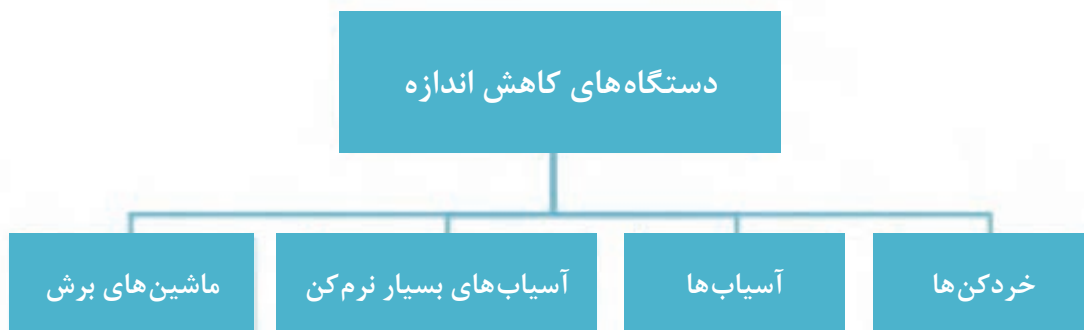 دستگاه‌های کاهش اندازه
خردکن‌ها
آسیاب‌ها
آسیاب‌های بسیار نرم‌کن
ماشین‌های برش